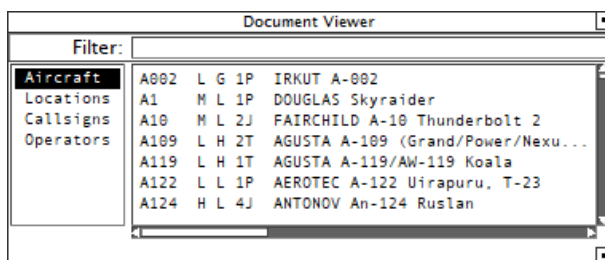 Document Viewer
Filter:
Aircraft
Locations
Callsigns
Operators
A002 L G 1P IRKUT A-002
A1 M L 1P DOUGLAS Skyraider
A10 M L 2J FAIRCHILD A-10 Thunderbolt 2
A109 L H 2T AGUSTA A-109 (Grand/Power/Nexu...
A119 L H 1T AGUSTA A-119/AW-119 Koala
A122 L L 1P AEROTEC A-122 Uirapuru, T-23
A124 H L 4J ANTONOV An-124 Ruslan